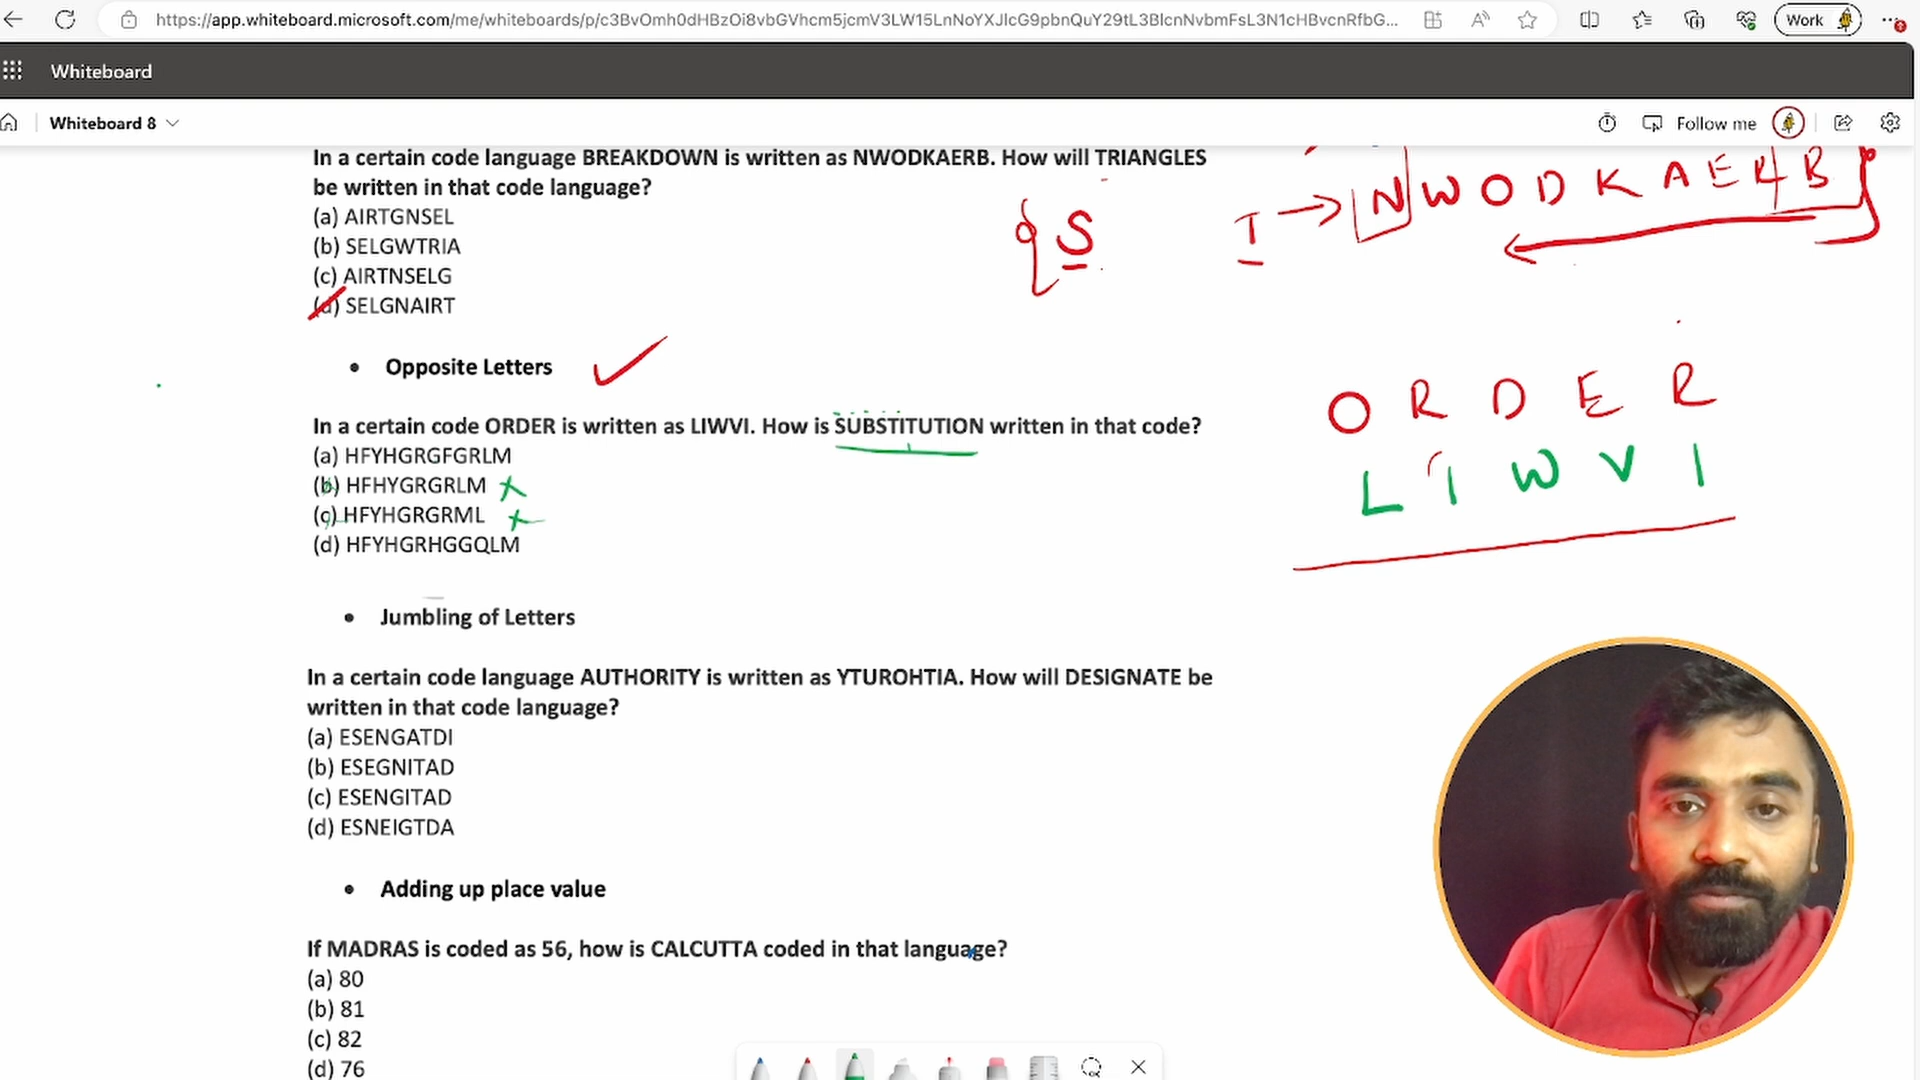 https://app.whiteboard.microsoft.com/me/whiteboards/p/c3BvOmh0dHBzOi8vbGVhcm5jcmV3LW15LnNoYXJlcG9pbnQuY29tL3BlcnNvbmFsL3N1cHBvcnRfbG...
Work
Whiteboard
Whiteboard 8
Follow me
In a certain code language BREAKDOWN is written as NWODKAERB. How will TRIANGLES
be written in that code language?
(a) AIRTGNSEL
(b) SELGWTRIA
(c) AIRTNSELG
(d) SELGNAIRT
S
I → N W O D K A E R B
• Opposite Letters
In a certain code ORDER is written as LIWVI. How is SUBSTITUTION written in that code?
(a) HFYHGRGFGRLM
(b) HFHYGRGRLM
(c) HFYHGRGRML
(d) HFYHGRHGGQLM
O R D E R
L I W V I
• Jumbling of Letters
In a certain code language AUTHORITY is written as YTUROHTIA. How will DESIGNATE be
written in that code language?
(a) ESENGATDI
(b) ESEGNITAD
(c) ESENGITAD
(d) ESNEIGTDA
• Adding up place value
If MADRAS is coded as 56, how is CALCUTTA coded in that language?
(a) 80
(b) 81
(c) 82
(d) 76